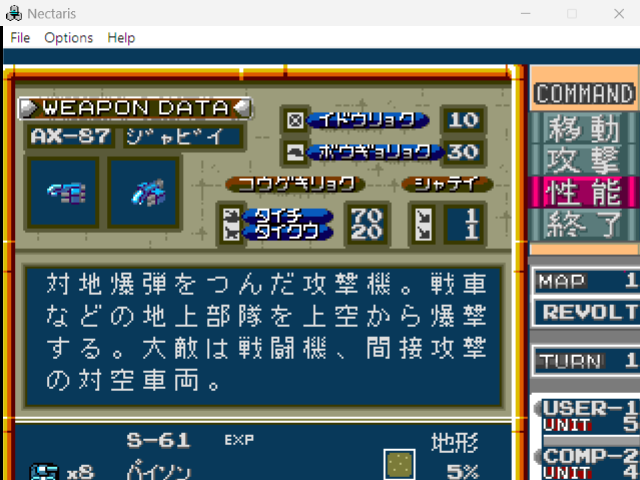 Nectaris
File Options Help
WEAPON DATA
AX-87 ジャビイ
イドウリョク 10
ボウギョリョク 30
コウゲキリョク シャテイ
タイチ 70 1
タイクウ 20 1
対地爆弾をつんだ攻撃機。戦車
などの地上部隊を上空から爆撃
する。大敵は戦闘機、間接攻撃
の対空車両。
S-61 EXP 地形
x8 バイソン 5%
COMMAND
移動
攻撃
性能
終了
MAP 1
REVOLT
TURN 1
USER-1
UNIT 5
COMP-2
UNIT 4